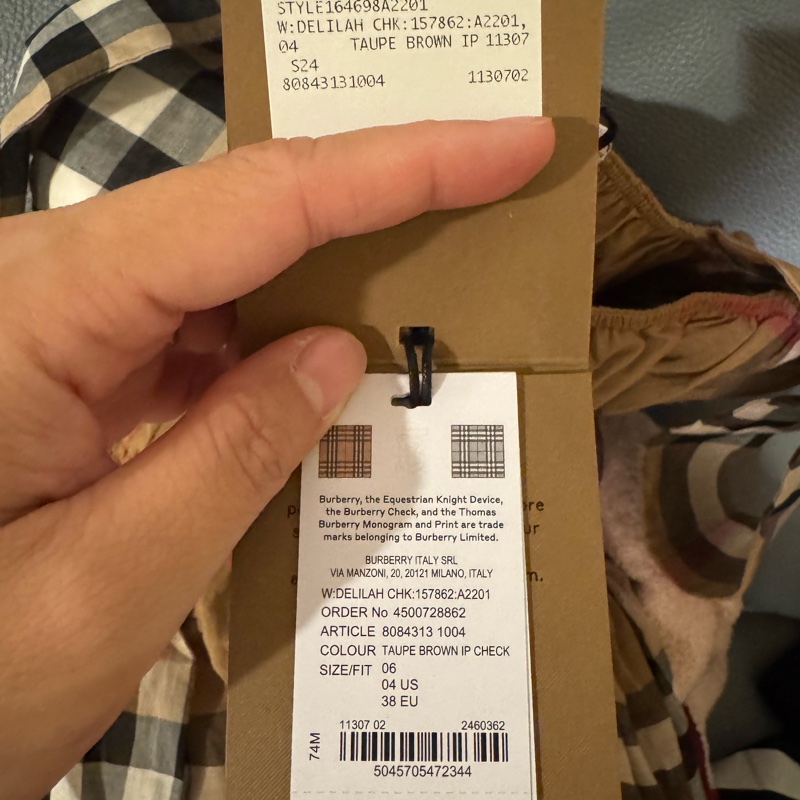 STYLE164698A2201
W:DELILAH CHK:157862:A2201,
04 TAUPE BROWN IP 11307
S24
80843131004 1130702
Burberry, the Equestrian Knight Device,
the Burberry Check, and the Thomas
Burberry Monogram and Print are trade
marks belonging to Burberry Limited.
BURBERRY ITALY SRL
VIA MANZONI, 20, 20121 MILANO, ITALY
W:DELILAH CHK:157862:A2201
ORDER No 4500728862
ARTICLE 8084313 1004
COLOUR TAUPE BROWN IP CHECK
SIZE/FIT 06
04 US
38 EU
11307 02 2460362
74M
5045705472344